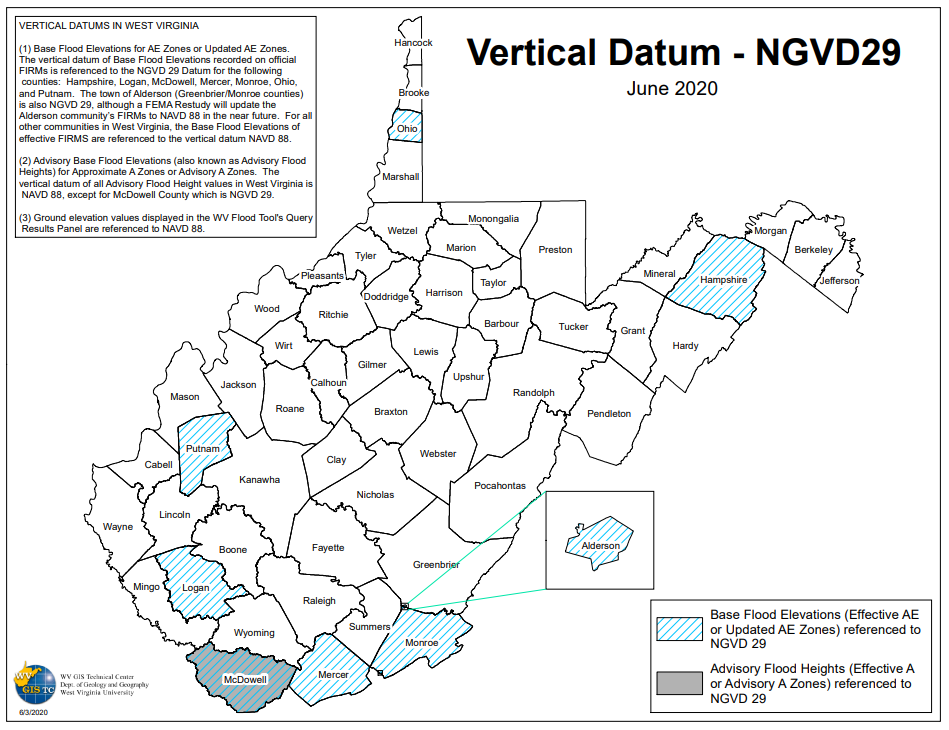 VERTICAL DATUMS IN WEST VIRGINIA
(1) Base Flood Elevations for AE Zones or Updated AE Zones.
The vertical datum of Base Flood Elevations recorded on official
FIRMs is referenced to the NGVD 29 Datum for the following
counties: Hampshire, Logan, McDowell, Mercer, Monroe, Ohio,
and Putnam. The town of Alderson (Greenbrier/Monroe counties)
is also NGVD 29, although a FEMA Restudy will update the
Alderson community's FIRMs to NAVD 88 in the near future. For all
other communities in West Virginia, the Base Flood Elevations of
effective FIRMS are referenced to the vertical datum NAVD 88.
(2) Advisory Base Flood Elevations (also known as Advisory Flood
Heights) for Approximate A Zones or Advisory A Zones. The
vertical datum of all Advisory Flood Height values in West Virginia is
NAVD 88, except for McDowell County which is NGVD 29.
(3) Ground elevation values displayed in the WV Flood Tool's Query
Results Panel are referenced to NAVD 88.
Vertical Datum - NGVD29
June 2020
Hancock
Brooke
Ohio
Marshall
Wetzel
Monongalia
Marion
Preston
Tyler
Pleasants
Doddridge
Harrison
Taylor
Mineral
Hampshire
Morgan
Berkeley
Jefferson
Wood
Ritchie
Barbour
Tucker
Grant
Hardy
Wirt
Lewis
Gilmer
Upshur
Randolph
Jackson
Calhoun
Mason
Roane
Braxton
Pendleton
Putnam
Webster
Cabell
Clay
Kanawha
Pocahontas
Nicholas
Lincoln
Wayne
Boone
Fayette
Alderson
Greenbrier
Mingo
Logan
Raleigh
Summers
Wyoming
Monroe
Mercer
McDowell
Base Flood Elevations (Effective AE
or Updated AE Zones) referenced to
NGVD 29
Advisory Flood Heights (Effective A
or Advisory A Zones) referenced to
NGVD 29
WV
GIS TC
WV GIS Technical Center
Dept. of Geology and Geography
West Virginia University
6/3/2020